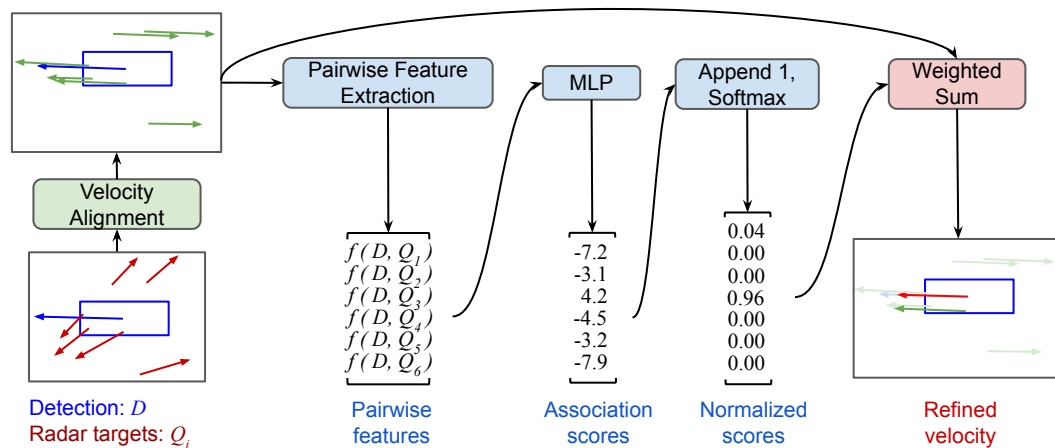 Pairwise Feature
Extraction
MLP
Append 1,
Softmax
Weighted
Sum
Velocity
Alignment
f ( D, Q1 )
f ( D, Q2 )
f ( D, Q3 )
f ( D, Q4 )
f ( D, Q5 )
f ( D, Q6 )
-7.2
-3.1
4.2
-4.5
-3.2
-7.9
0.04
0.00
0.00
0.96
0.00
0.00
0.00
Detection: D
Radar targets: Qi
Pairwise
features
Association
scores
Normalized
scores
Refined
velocity